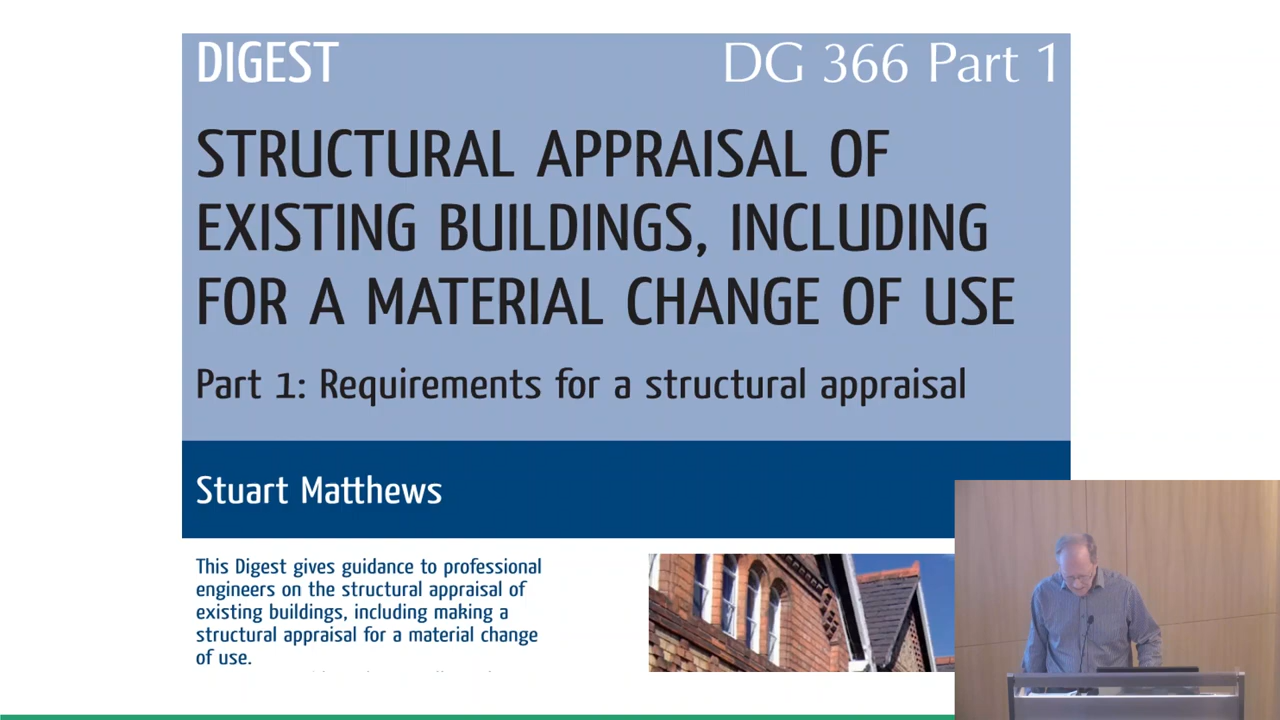 DIGEST
DG 366 Part 1
STRUCTURAL APPRAISAL OF
EXISTING BUILDINGS, INCLUDING
FOR A MATERIAL CHANGE OF USE
Part 1: Requirements for a structural appraisal
Stuart Matthews
This Digest gives guidance to professional
engineers on the structural appraisal of
existing buildings, including making a
structural appraisal for a material change
of use.